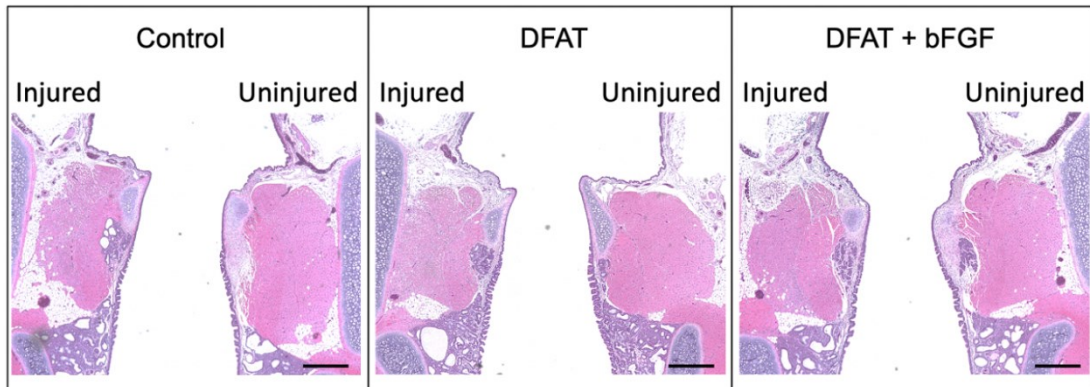 Control
Injured Uninjured
DFAT
Injured Uninjured
DFAT + bFGF
Injured Uninjured